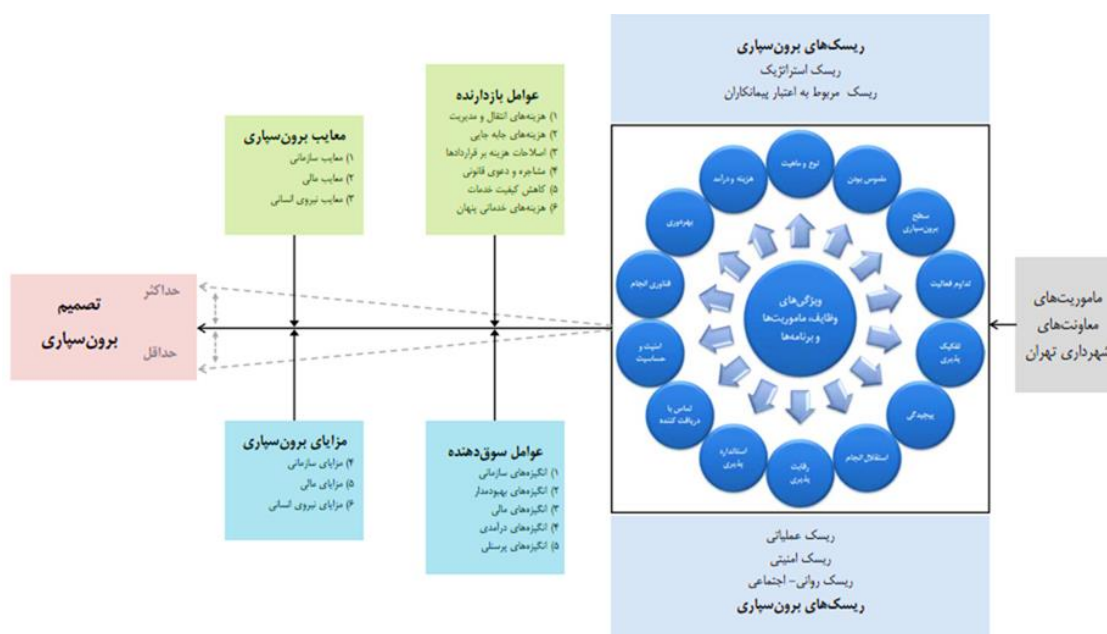 ریسک‌های برون‌سپاری
ریسک استراتژیک
ریسک مربوط به اعتبار پیمانکاران
ماموریت‌های
معاونت‌های
شهرداری تهران
ویژگی‌های
وظایف، ماموریت‌ها
و برنامه‌ها
نوع و ماهیت
ملموس بودن
سطح
برون‌سپاری
تداوم فعالیت
تفکیک
پذیری
پیچیدگی
استقلال انجام
رقابت
پذیری
استاندارد
پذیری
تماس با
دریافت کننده
امنیت و
حساسیت
فناوری انجام
بهره‌وری
هزینه و درآمد
ریسک عملیاتی
ریسک امنیتی
ریسک روانی- اجتماعی
ریسک‌های برون‌سپاری
عوامل بازدارنده
۱) هزینه‌های انتقال و مدیریت
۲) هزینه‌های جابه جایی
۳) اصلاحات هزینه بر قراردادها
۴) مشاجره و دعوی قانونی
۵) کاهش کیفیت خدمات
۶) هزینه‌های خدماتی پنهان
عوامل سوق‌دهنده
۱) انگیزه‌های سازمانی
۲) انگیزه‌های بهبودمدار
۳) انگیزه‌های مالی
۴) انگیزه‌های درآمدی
۵) انگیزه‌های پرسنلی
معایب برون‌سپاری
۱) معایب سازمانی
۲) معایب مالی
۳) معایب نیروی انسانی
مزایای برون‌سپاری
۴) مزایای سازمانی
۵) مزایای مالی
۶) مزایای نیروی انسانی
حداکثر
تصمیم
برون‌سپاری
حداقل